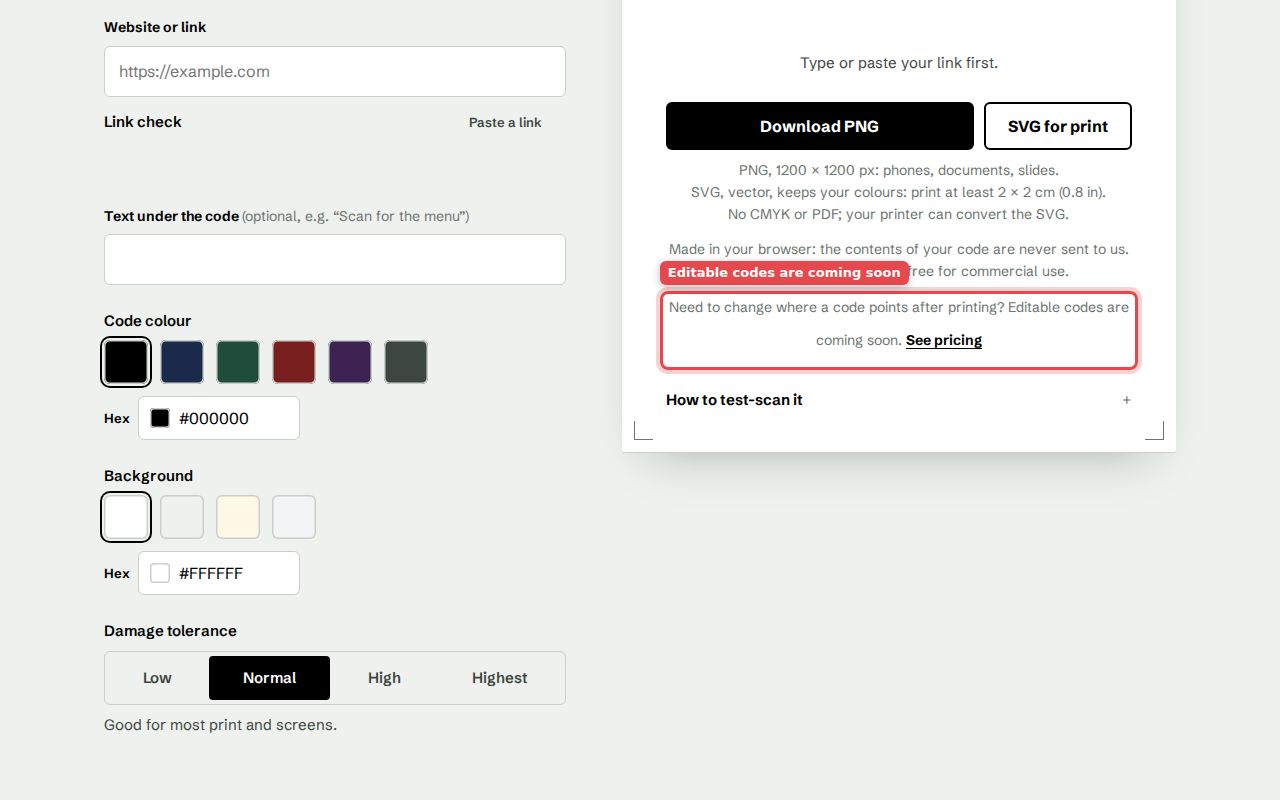 Website or link
https://example.com
Link check
Paste a link
Text under the code (optional, e.g. “Scan for the menu”)
Code colour
Hex
#000000
Background
Hex
#FFFFFF
Damage tolerance
Low
Normal
High
Highest
Good for most print and screens.
Type or paste your link first.
Download PNG
SVG for print
PNG, 1200 × 1200 px: phones, documents, slides.
SVG, vector, keeps your colours: print at least 2 × 2 cm (0.8 in).
No CMYK or PDF; your printer can convert the SVG.
Made in your browser: the contents of your code are never sent to us.
Editable codes are coming soon
free for commercial use.
Need to change where a code points after printing? Editable codes are
coming soon. See pricing
How to test-scan it
+